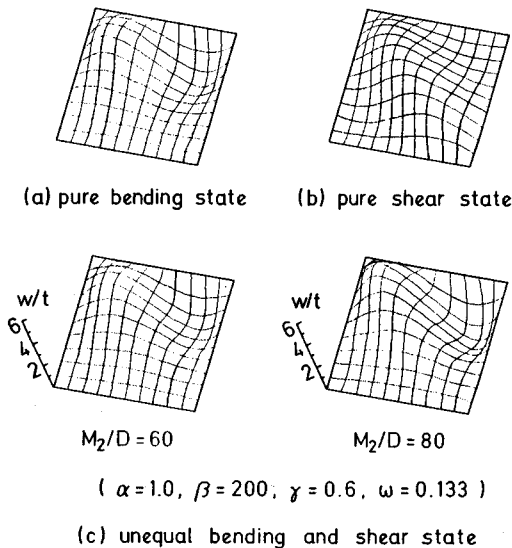 (a) pure bending state
(b) pure shear state
w/t
6
4
2
w/t
6
4
2
M₂/D = 60
M₂/D = 80
( α = 1.0, β = 200, γ = 0.6, ω = 0.133 )
(c) unequal bending and shear state